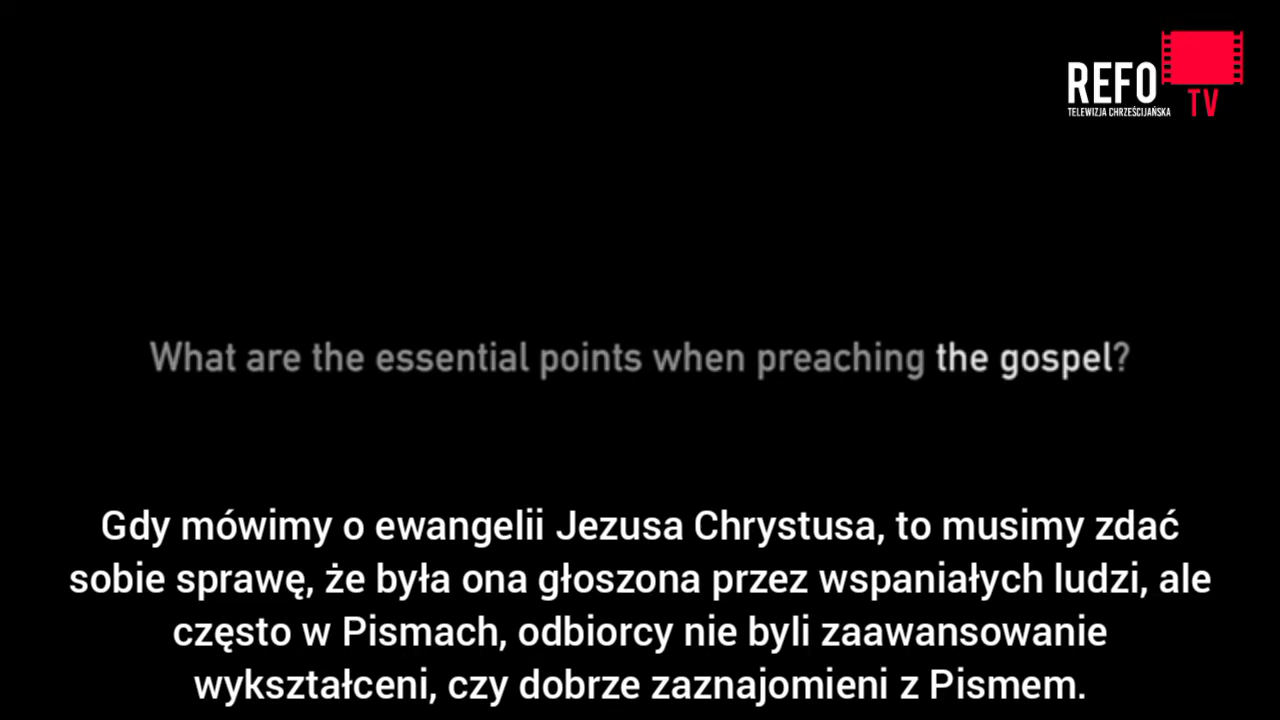 REFO
TV
TELEWIZJA CHRZEŚCIJAŃSKA
What are the essential points when preaching the gospel?
Gdy mówimy o ewangelii Jezusa Chrystusa, to musimy zdać
sobie sprawę, że była ona głoszona przez wspaniałych ludzi, ale
często w Pismach, odbiorcy nie byli zaawansowanie
wykształceni, czy dobrze zaznajomieni z Pismem.